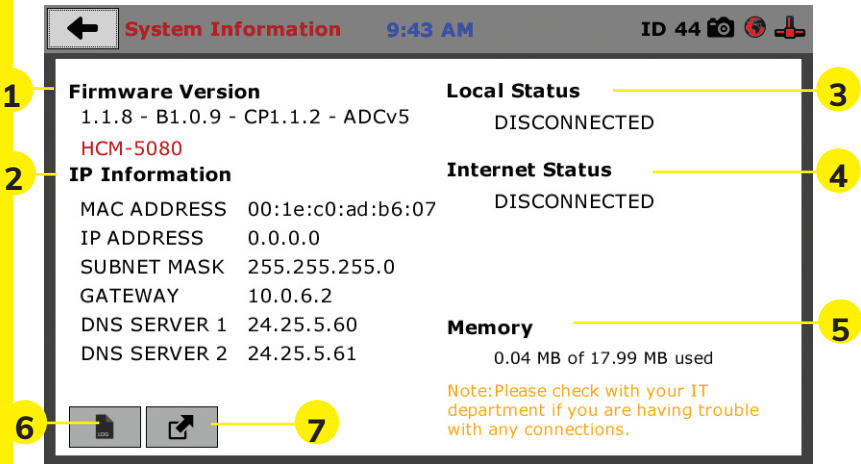 System Information 9:43 AM ID 44
1
Firmware Version
1.1.8 - B1.0.9 - CP1.1.2 - ADCv5
HCM-5080
2
IP Information
MAC ADDRESS 00:1e:c0:ad:b6:07
IP ADDRESS 0.0.0.0
SUBNET MASK 255.255.255.0
GATEWAY 10.0.6.2
DNS SERVER 1 24.25.5.60
DNS SERVER 2 24.25.5.61
Local Status
3
DISCONNECTED
Internet Status
4
DISCONNECTED
Memory
5
0.04 MB of 17.99 MB used
Note:Please check with your IT
department if you are having trouble
with any connections.
6
LOG
7